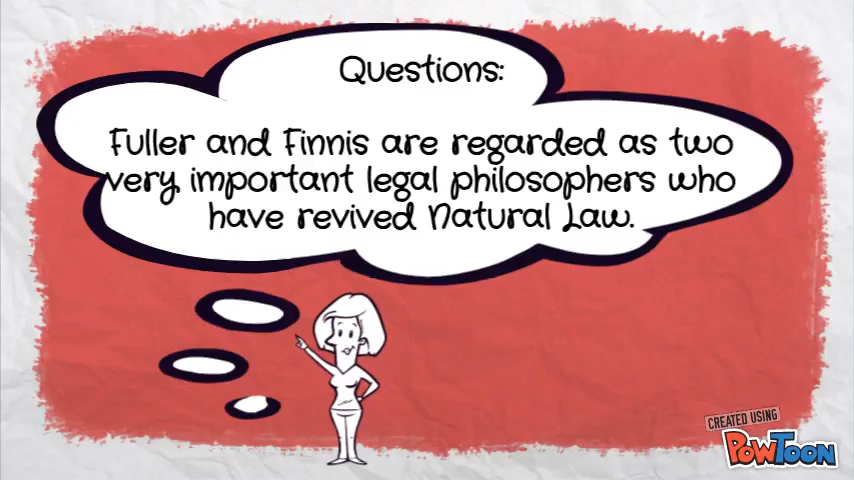 Questions:
Fuller and Finnis are regarded as two
very important legal philosophers who
have revived Natural Law.
CREATED USING
POWTOON